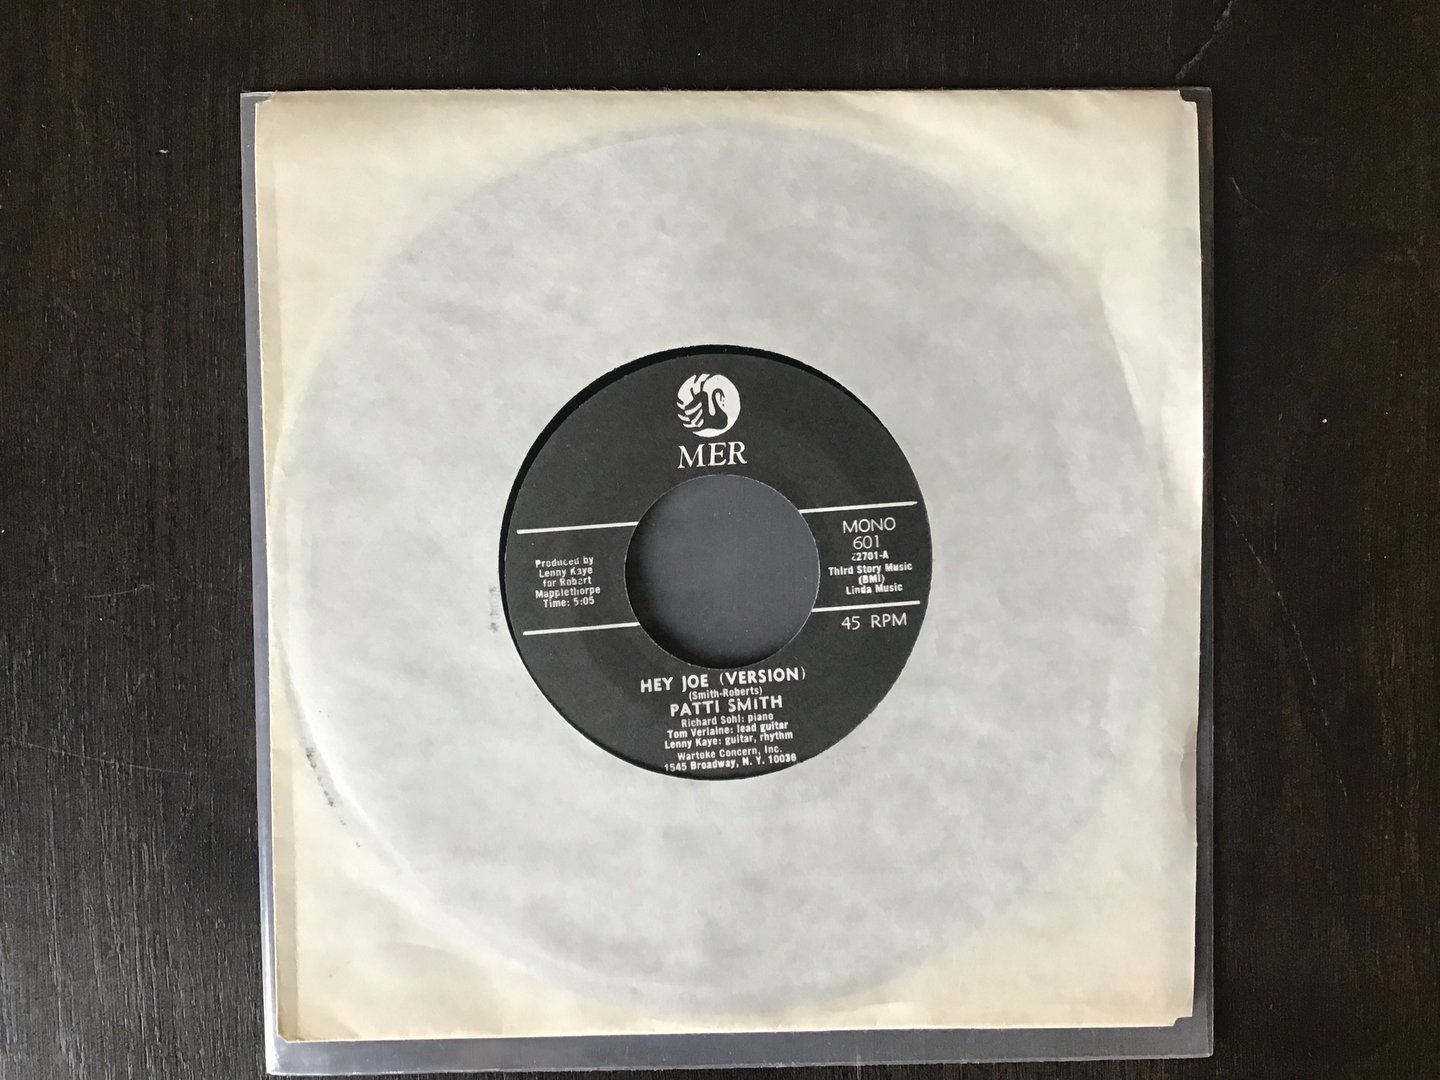 MER
Produced by
Lenny Kaye
for Robert
Mapplethorpe
Time: 5:05
MONO
601
22701-A
Third Story Music
(BMI)
Linda Music
45 RPM
HEY JOE (VERSION)
(Smith-Roberts)
PATTI SMITH
Richard Sohl: piano
Tom Verlaine: lead guitar
Lenny Kaye: guitar, rhythm
Wartoke Concern, Inc.
1545 Broadway, N. Y. 10036